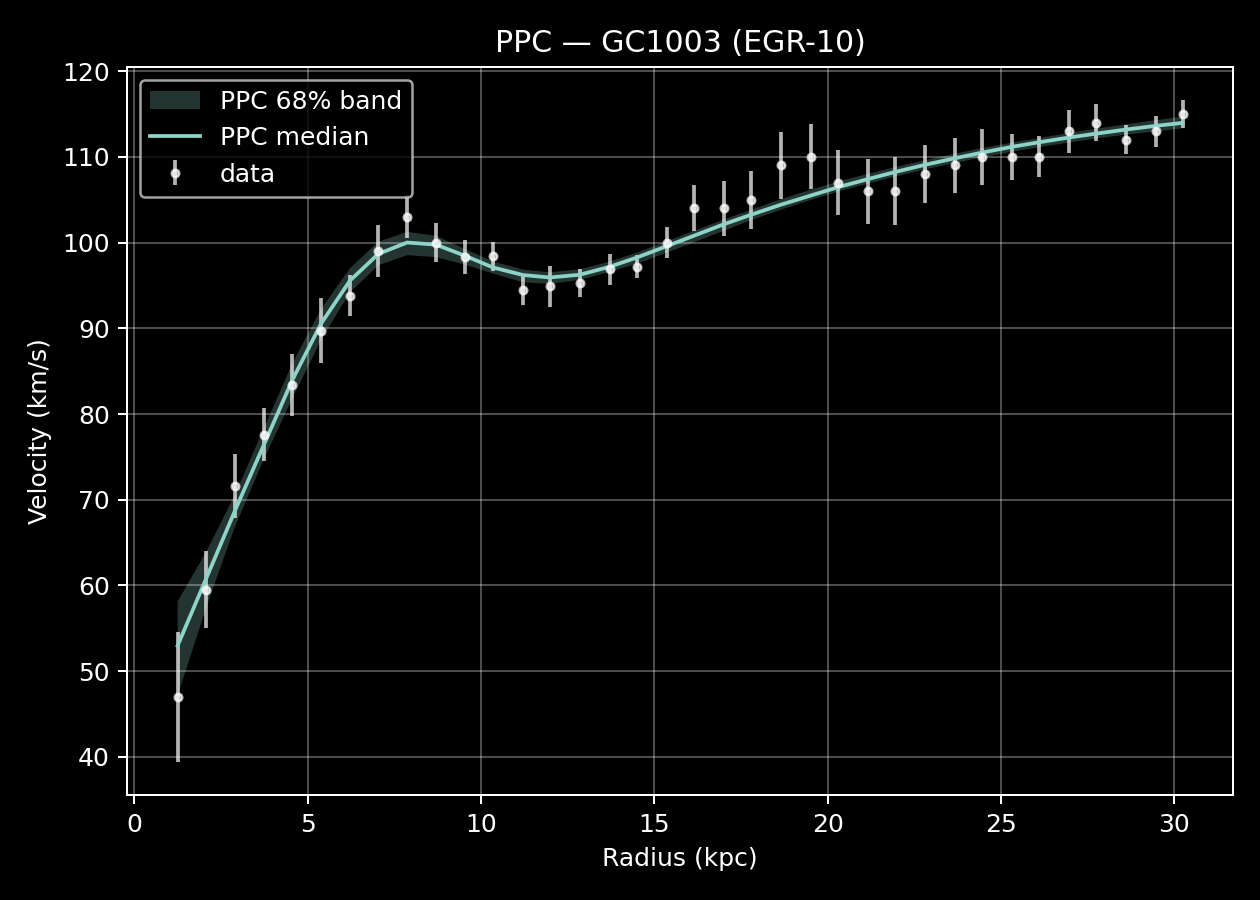 PPC — GC1003 (EGR-10)
PPC 68% band
PPC median
data
Velocity (km/s)
120
110
100
90
80
70
60
50
40
0 5 10 15 20 25 30
Radius (kpc)